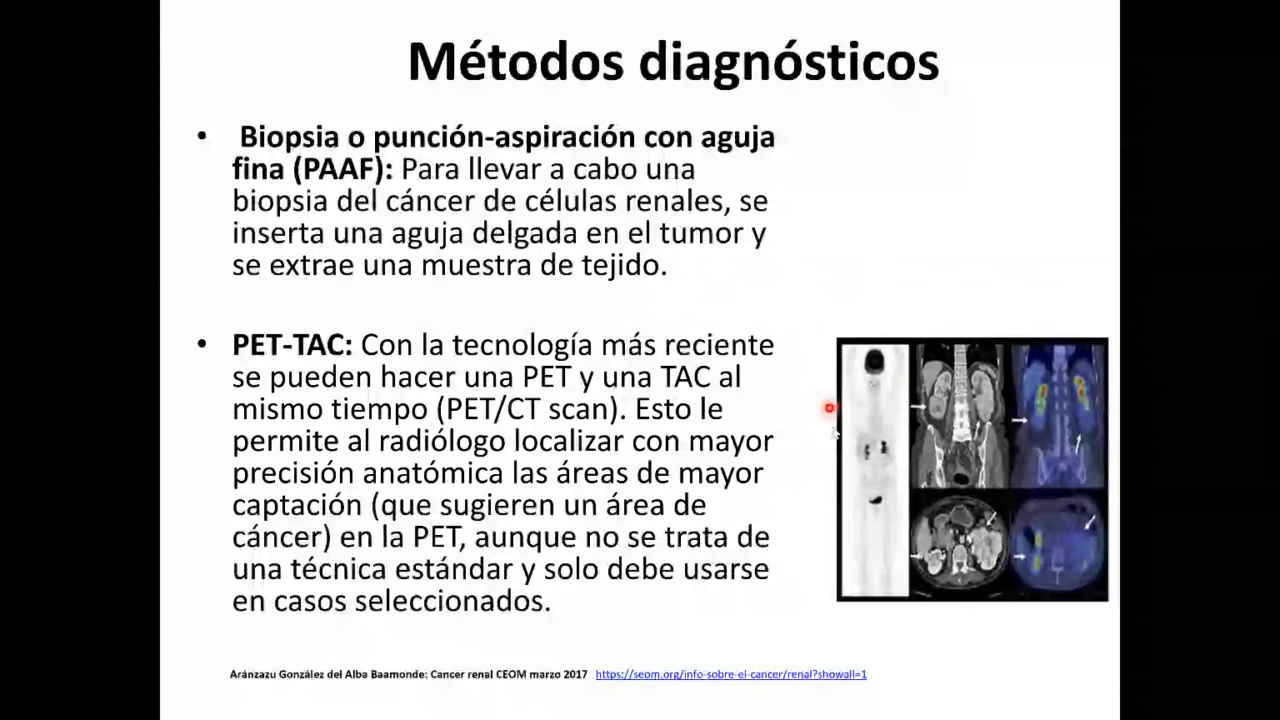 Métodos diagnósticos
• Biopsia o punción-aspiración con aguja
fina (PAAF): Para llevar a cabo una
biopsia del cáncer de células renales, se
inserta una aguja delgada en el tumor y
se extrae una muestra de tejido.
• PET-TAC: Con la tecnología más reciente
se pueden hacer una PET y una TAC al
mismo tiempo (PET/CT scan). Esto le
permite al radiólogo localizar con mayor
precisión anatómica las áreas de mayor
captación (que sugieren un área de
cáncer) en la PET, aunque no se trata de
una técnica estándar y solo debe usarse
en casos seleccionados.
Aránzazu González del Alba Baamonde: Cancer renal CEOM marzo 2017 https://seom.org/info-sobre-el-cancer/renal?showall=1